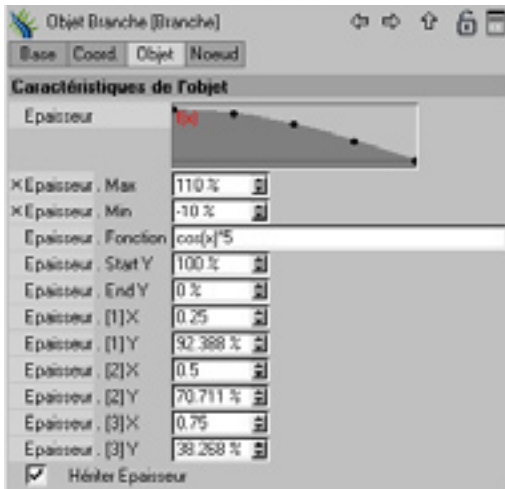 Objet Branche [Branche]
Base Coord. Objet Noeud
Caractéristiques de l'objet
Epaisseur
f(x)
Epaisseur . Max 110 %
Epaisseur . Min -10 %
Epaisseur . Fonction cos(x)*5
Epaisseur . Start Y 100 %
Epaisseur . End Y 0 %
Epaisseur . [1] X 0.25
Epaisseur . [1] Y 92.388 %
Epaisseur . [2] X 0.5
Epaisseur . [2] Y 70.711 %
Epaisseur . [3] X 0.75
Epaisseur . [3] Y 38.268 %
Hériter Epaisseur